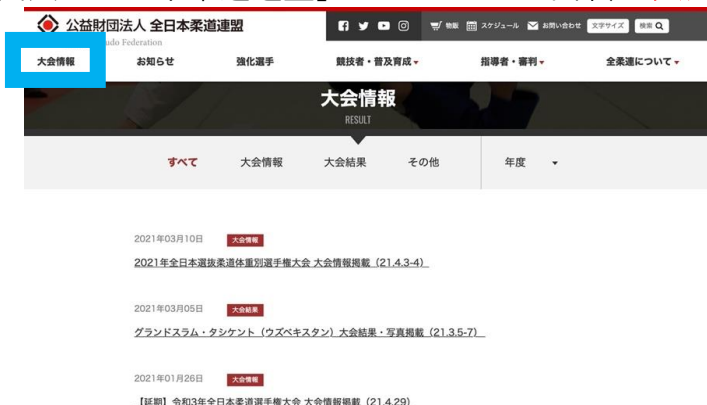 公益財団法人 全日本柔道連盟
udo Federation
物販 スケジュール お問い合わせ 文字サイズ 検索
大会情報 お知らせ 強化選手 競技者・普及育成 指導者・審判 全柔連について
大会情報
RESULT
すべて 大会情報 大会結果 その他 年度
2021年03月10日 大会情報
2021年全日本選抜柔道体重別選手権大会 大会情報掲載（21.4.3-4）
2021年03月05日 大会結果
グランドスラム・タシケント（ウズベキスタン）大会結果・写真掲載（21.3.5-7）
2021年01月26日 大会情報
【延期】令和3年全日本柔道選手権大会 大会情報掲載（21.4.29）